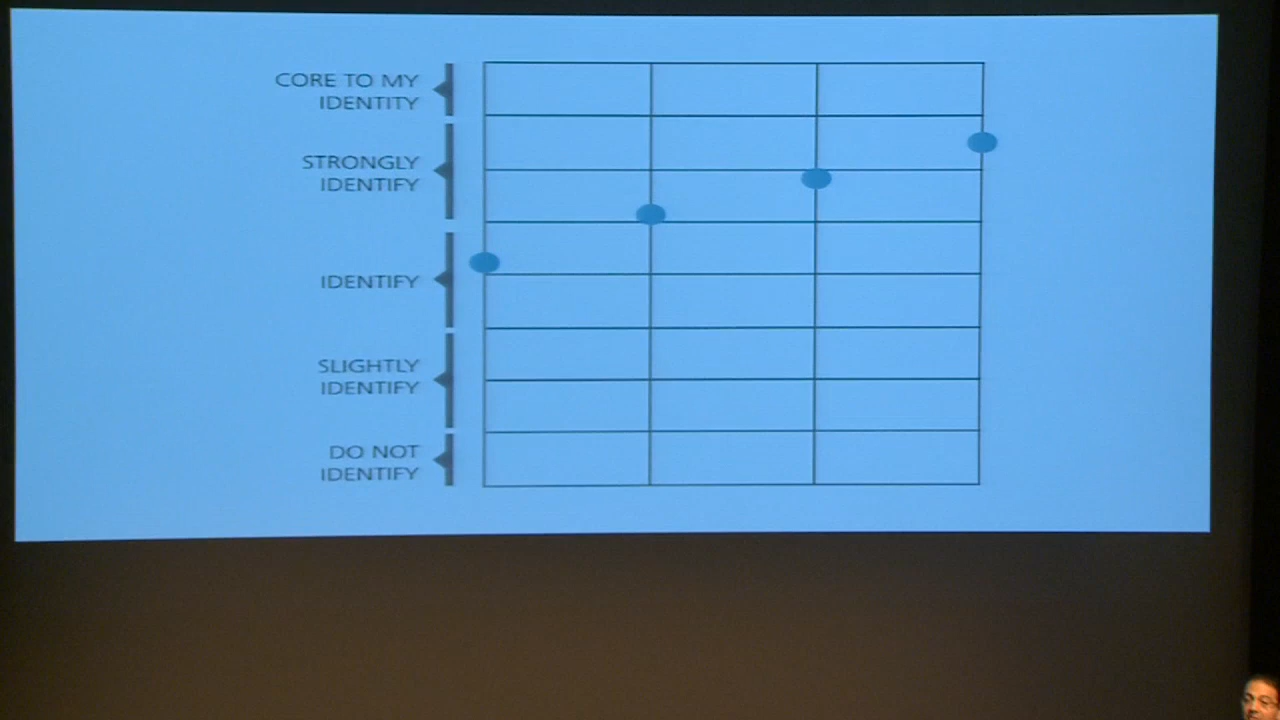 CORE TO MY
IDENTITY
STRONGLY
IDENTIFY
IDENTIFY
SLIGHTLY
IDENTIFY
DO NOT
IDENTIFY